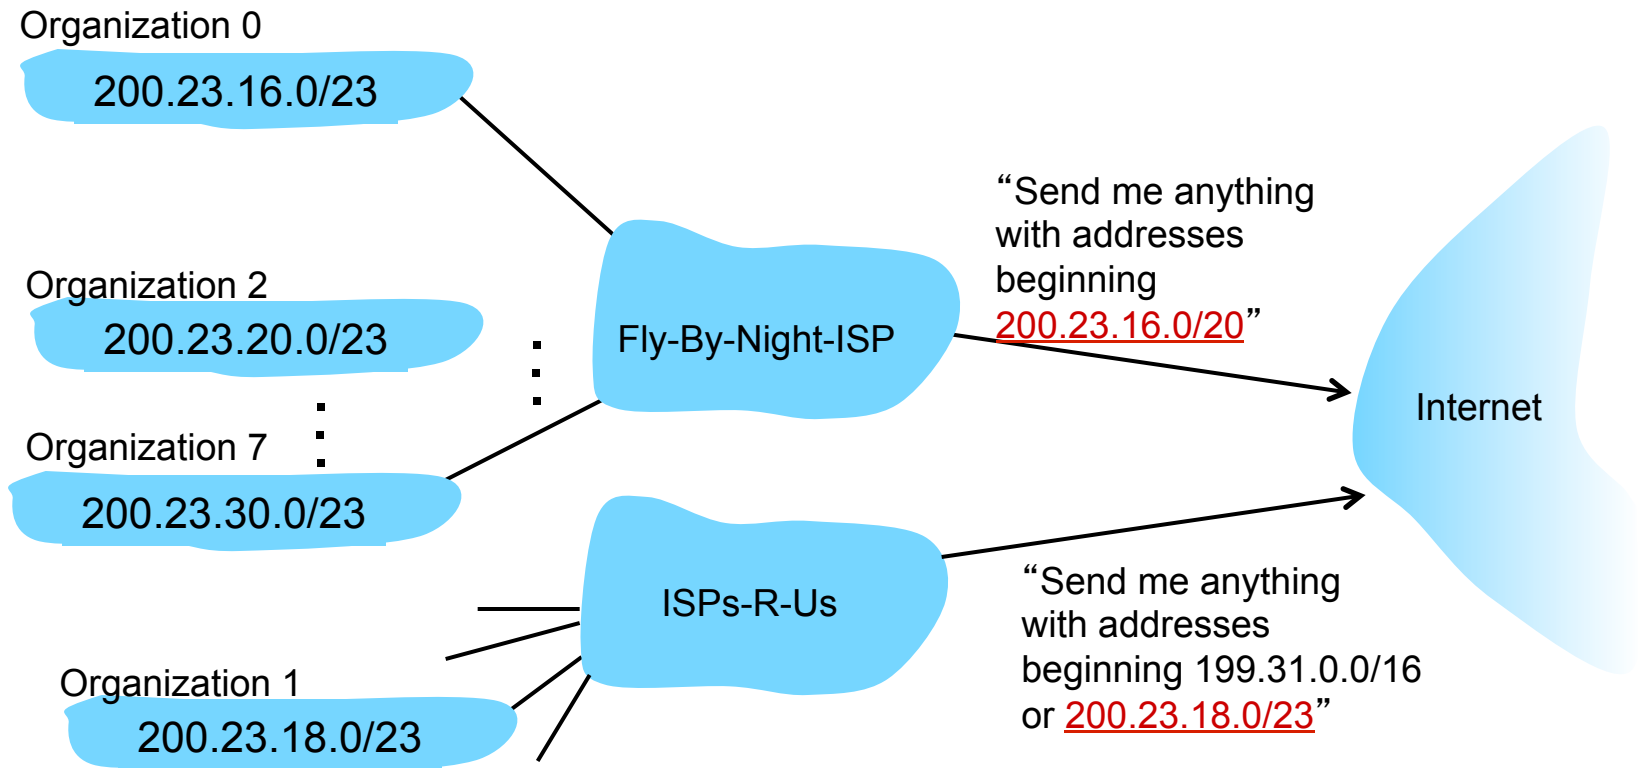 Organization 0
200.23.16.0/23
Organization 2
200.23.20.0/23
Organization 7
200.23.30.0/23
Fly-By-Night-ISP
“Send me anything
with addresses
beginning
200.23.16.0/20”
Internet
ISPs-R-Us
“Send me anything
with addresses
beginning 199.31.0.0/16
or 200.23.18.0/23”
Organization 1
200.23.18.0/23